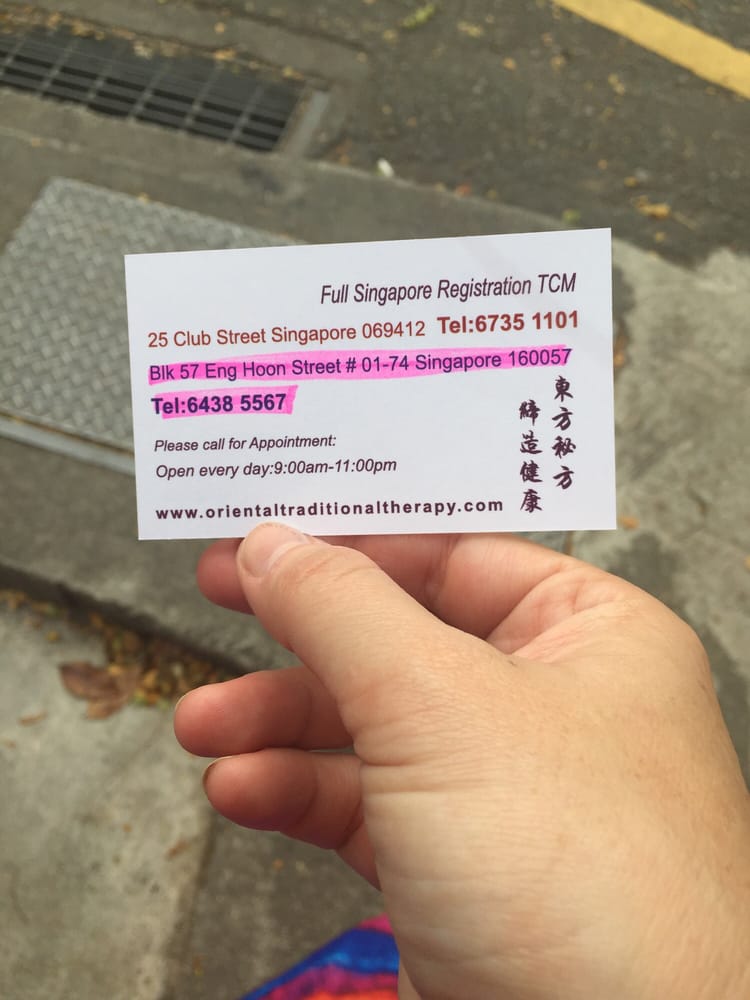 Full Singapore Registration TCM
25 Club Street Singapore 069412 Tel:6735 1101
Blk 57 Eng Hoon Street # 01-74 Singapore 160057
Tel:6438 5567
Please call for Appointment:
Open every day:9:00am-11:00pm
www.orientaltraditionaltherapy.com
東方秘方
締造健康